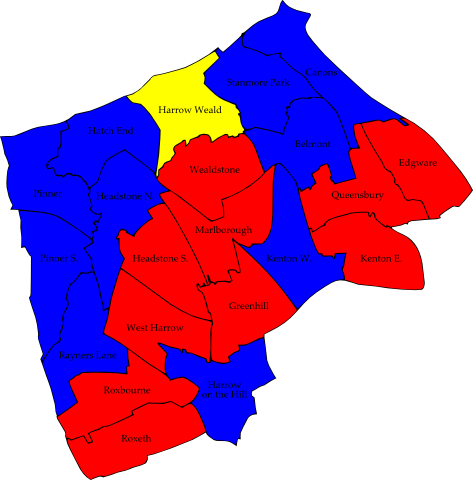 Canons
Stanmore Park
Harrow Weald
Hatch End
Belmont
Edgware
Wealdstone
Pinner
Headstone N.
Queensbury
Marlborough
Pinner S.
Headstone S.
Kenton W.
Kenton E.
Greenhill
West Harrow
Rayners Lane
Roxbourne
Harrow
on the Hill
Roxeth